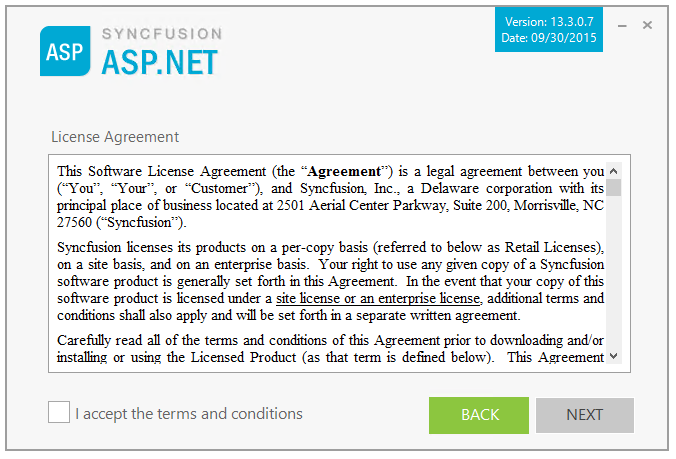 SYNCFUSION
ASP
ASP.NET
Version: 13.3.0.7
Date: 09/30/2015
License Agreement
This Software License Agreement (the “Agreement”) is a legal agreement between you
(“You”, “Your”, or “Customer”), and Syncfusion, Inc., a Delaware corporation with its
principal place of business located at 2501 Aerial Center Parkway, Suite 200, Morrisville, NC
27560 (“Syncfusion”).
Syncfusion licenses its products on a per-copy basis (referred to below as Retail Licenses),
on a site basis, and on an enterprise basis.  Your right to use any given copy of a Syncfusion
software product is generally set forth in this Agreement.  In the event that your copy of this
software product is licensed under a site license or an enterprise license, additional terms and
conditions shall also apply and will be set forth in a separate written agreement.
Carefully read all of the terms and conditions of this Agreement prior to downloading and/or
installing or using the Licensed Product (as that term is defined below).  This Agreement
I accept the terms and conditions
BACK
NEXT